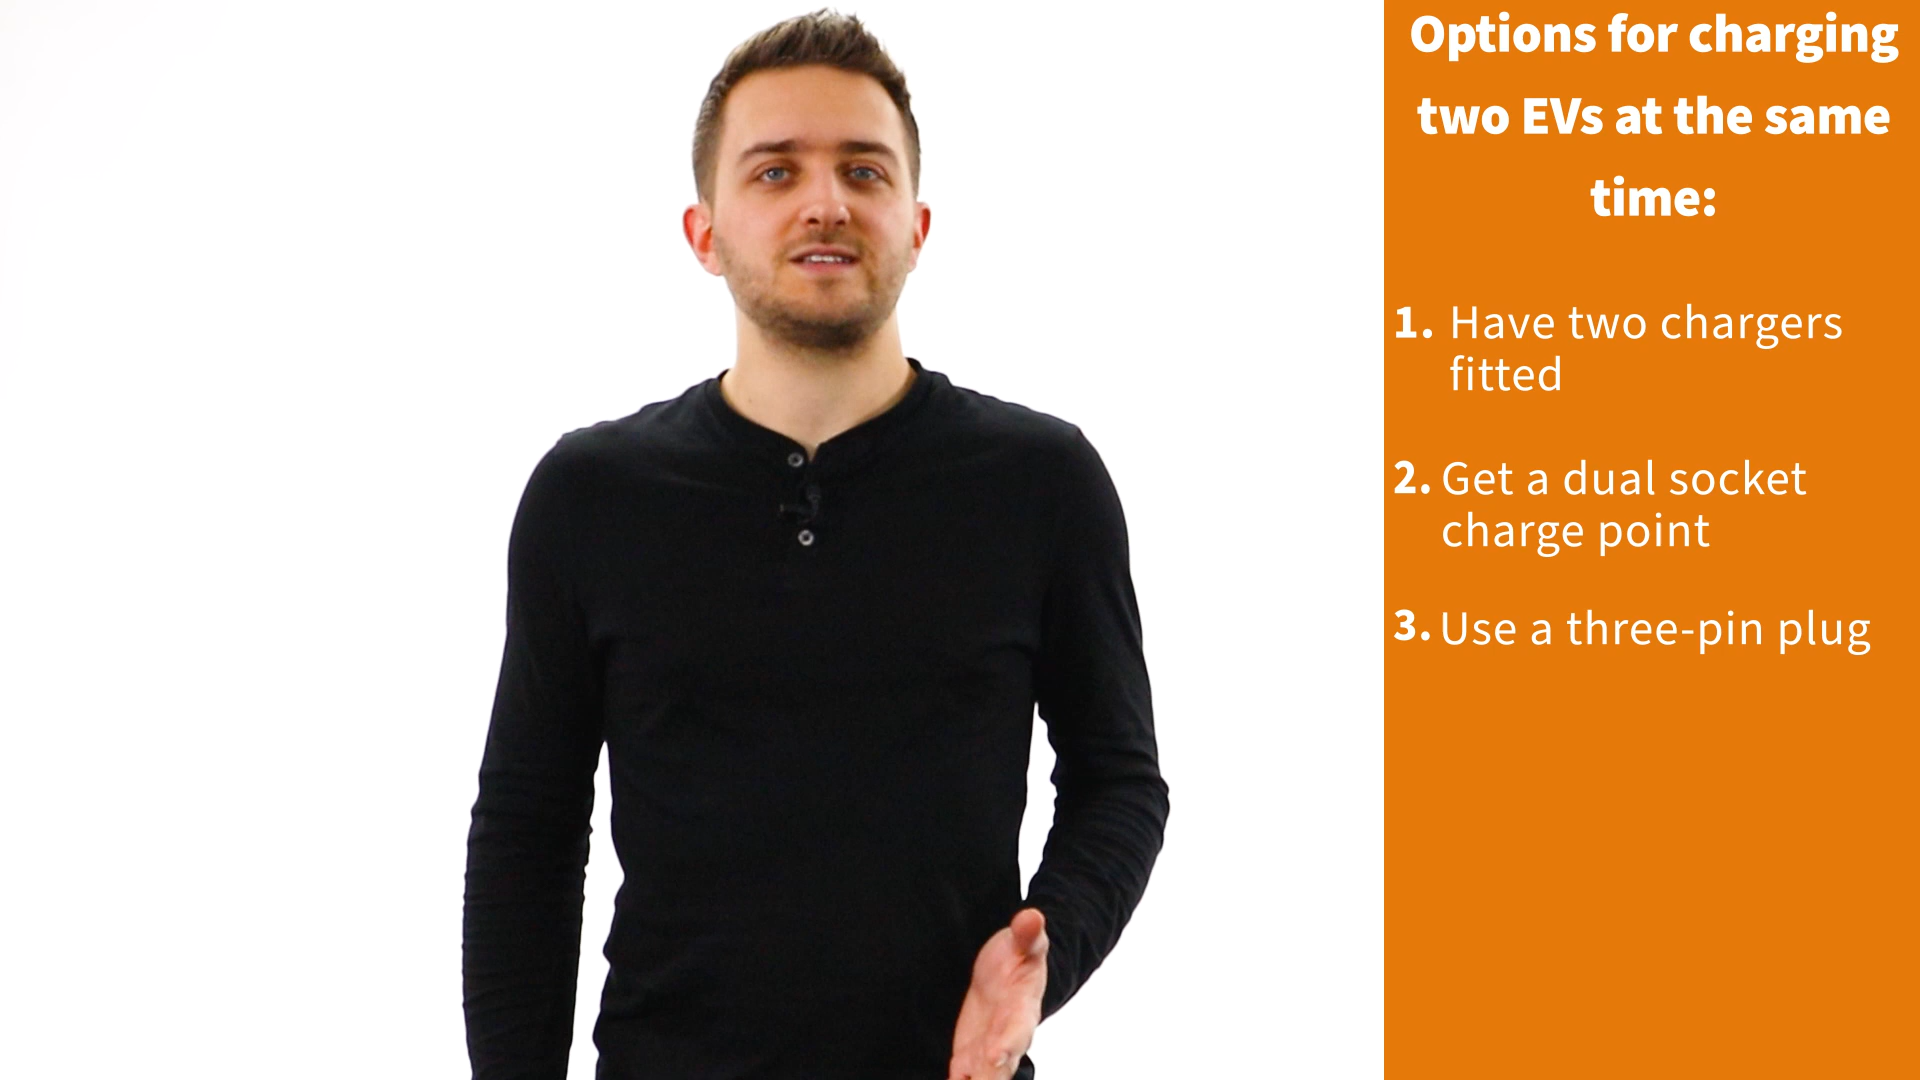 Options for charging
two EVs at the same
time:
1. Have two chargers
fitted
2. Get a dual socket
charge point
3. Use a three-pin plug